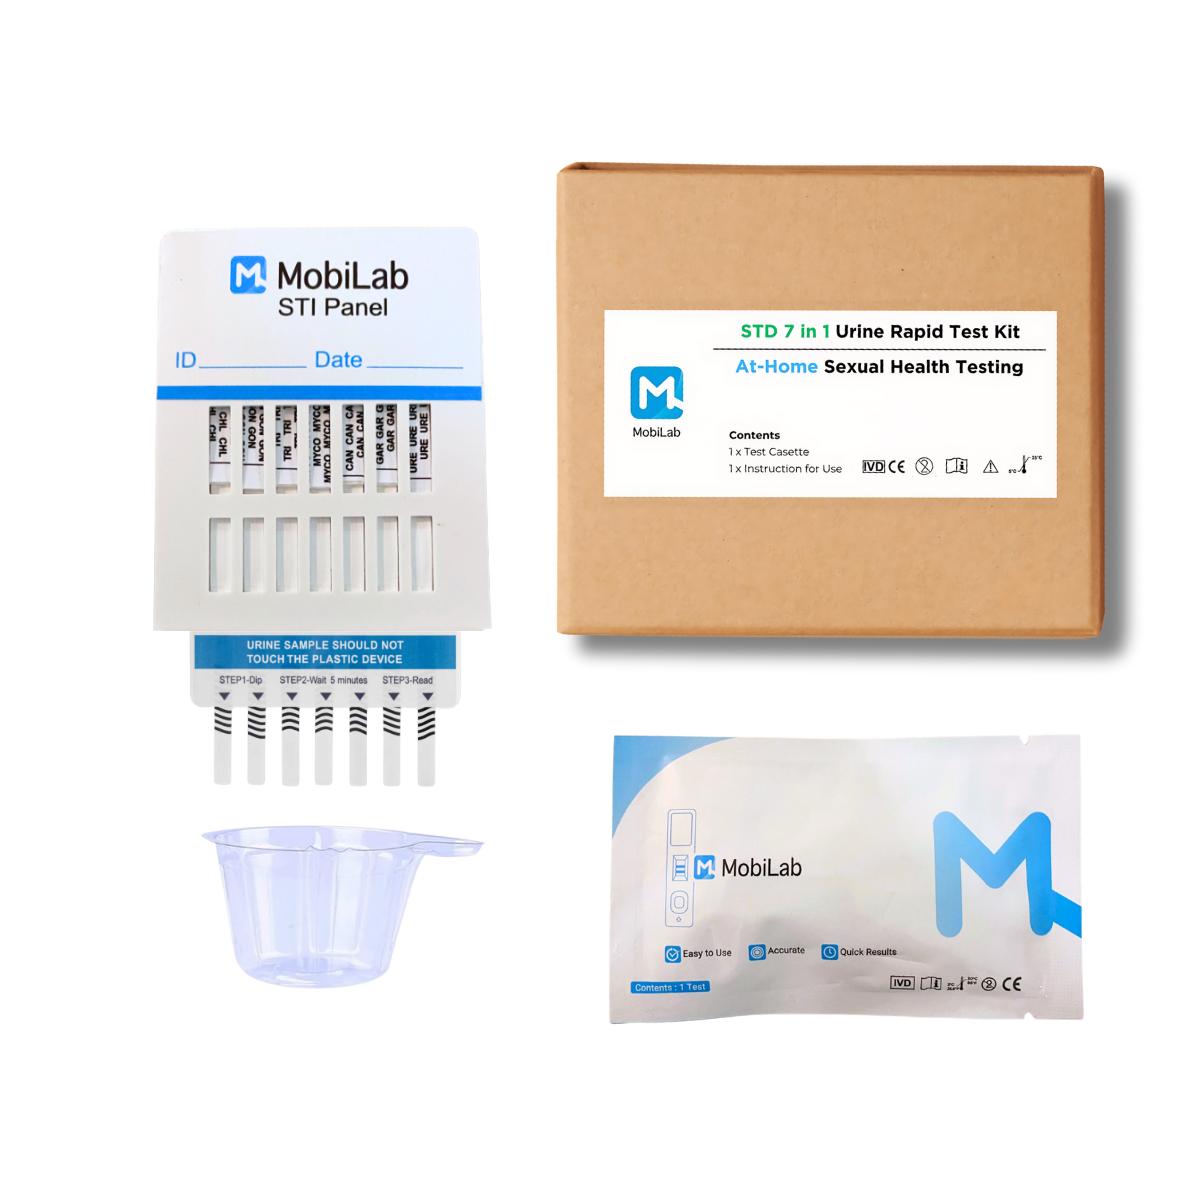 MobiLab
STI Panel
ID Date
CHL CHL
GON GON
TRI TRI
TRI
MYCO MYCO
MYCO M
CAN CAN CA
CAN CAN
GAR GAR G
GAR GAR
URE URE URE
URE URE
URINE SAMPLE SHOULD NOT
TOUCH THE PLASTIC DEVICE
STEP1-Dip STEP2-Wait 5 minutes STEP3-Read
STD 7 in 1 Urine Rapid Test Kit
At-Home Sexual Health Testing
MobiLab
Contents
1 x Test Casette
1 x Instruction for Use
IVD CE 5°C 25°C
MobiLab
Easy to Use Accurate Quick Results
Contents : 1 Test
IVD CE